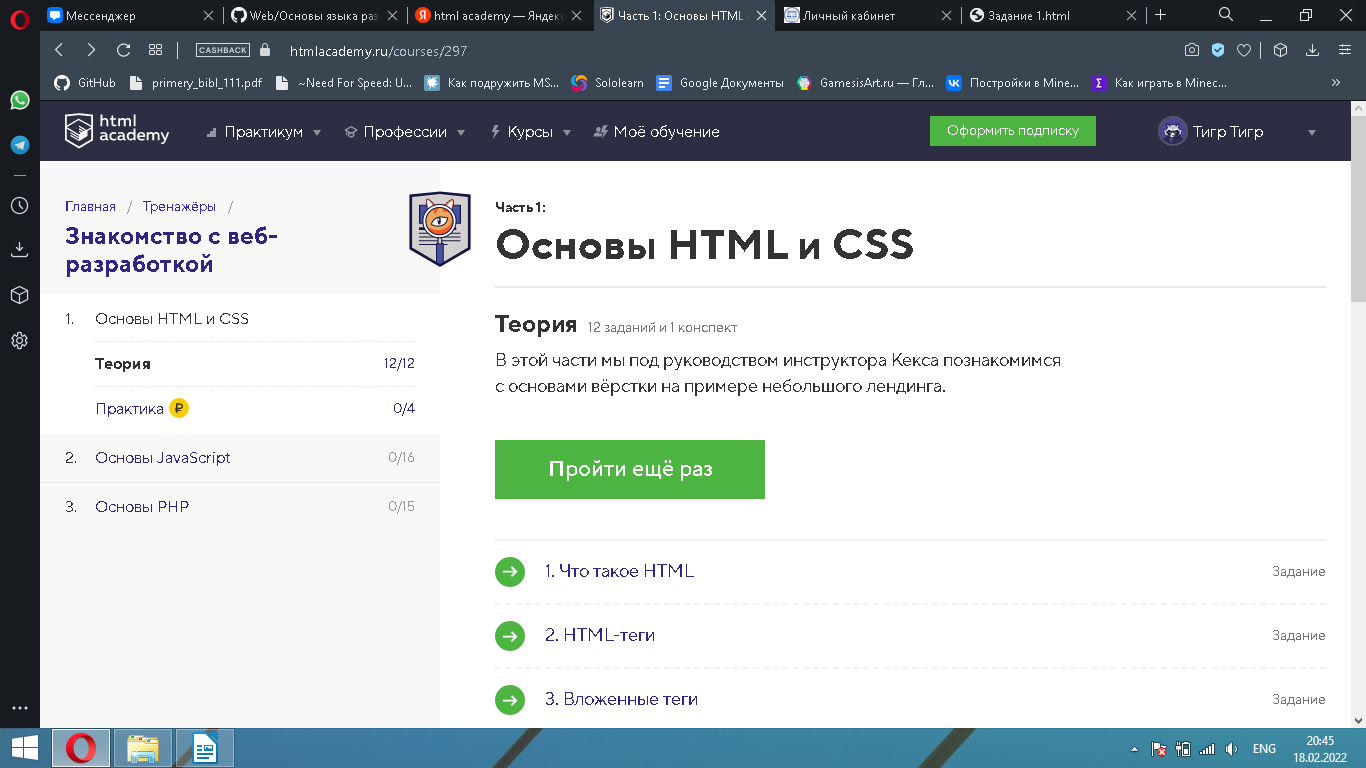 Мессенджер
Web/Основы языка раз
html academy — Яндек
Часть 1: Основы HTML
Личный кабинет
Задание 1.html
CASHBACK
htmlacademy.ru/courses/297
GitHub
primery_bibl_111.pdf
~Need For Speed: U...
Как подружить MS...
Sololearn
Google Документы
GamesisArt.ru — Гл...
Постройки в Mine...
Как играть в Minec...
»
html
academy
Практикум
Профессии
Курсы
Моё обучение
Оформить подписку
Тигр Тигр
Главная / Тренажёры /
Знакомство с веб-
разработкой
1. Основы HTML и CSS
Теория 12/12
Практика ₽ 0/4
2. Основы JavaScript 0/16
3. Основы PHP 0/15
Часть 1:
Основы HTML и CSS
Теория 12 заданий и 1 конспект
В этой части мы под руководством инструктора Кекса познакомимся
с основами вёрстки на примере небольшого лендинга.
Пройти ещё раз
1. Что такое HTML Задание
2. HTML-теги Задание
3. Вложенные теги Задание
ENG
20:45
18.02.2022